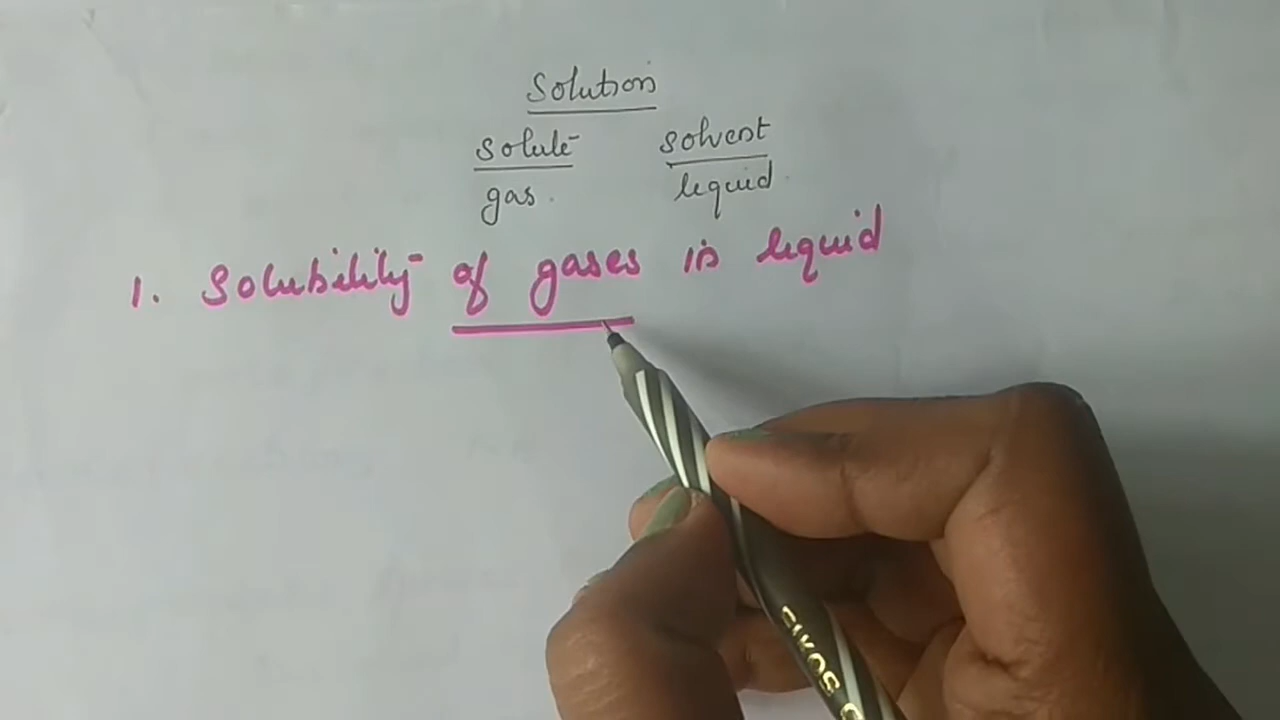 Solution
solute solvent
gas. liquid
1. Solubility of gases in liquid